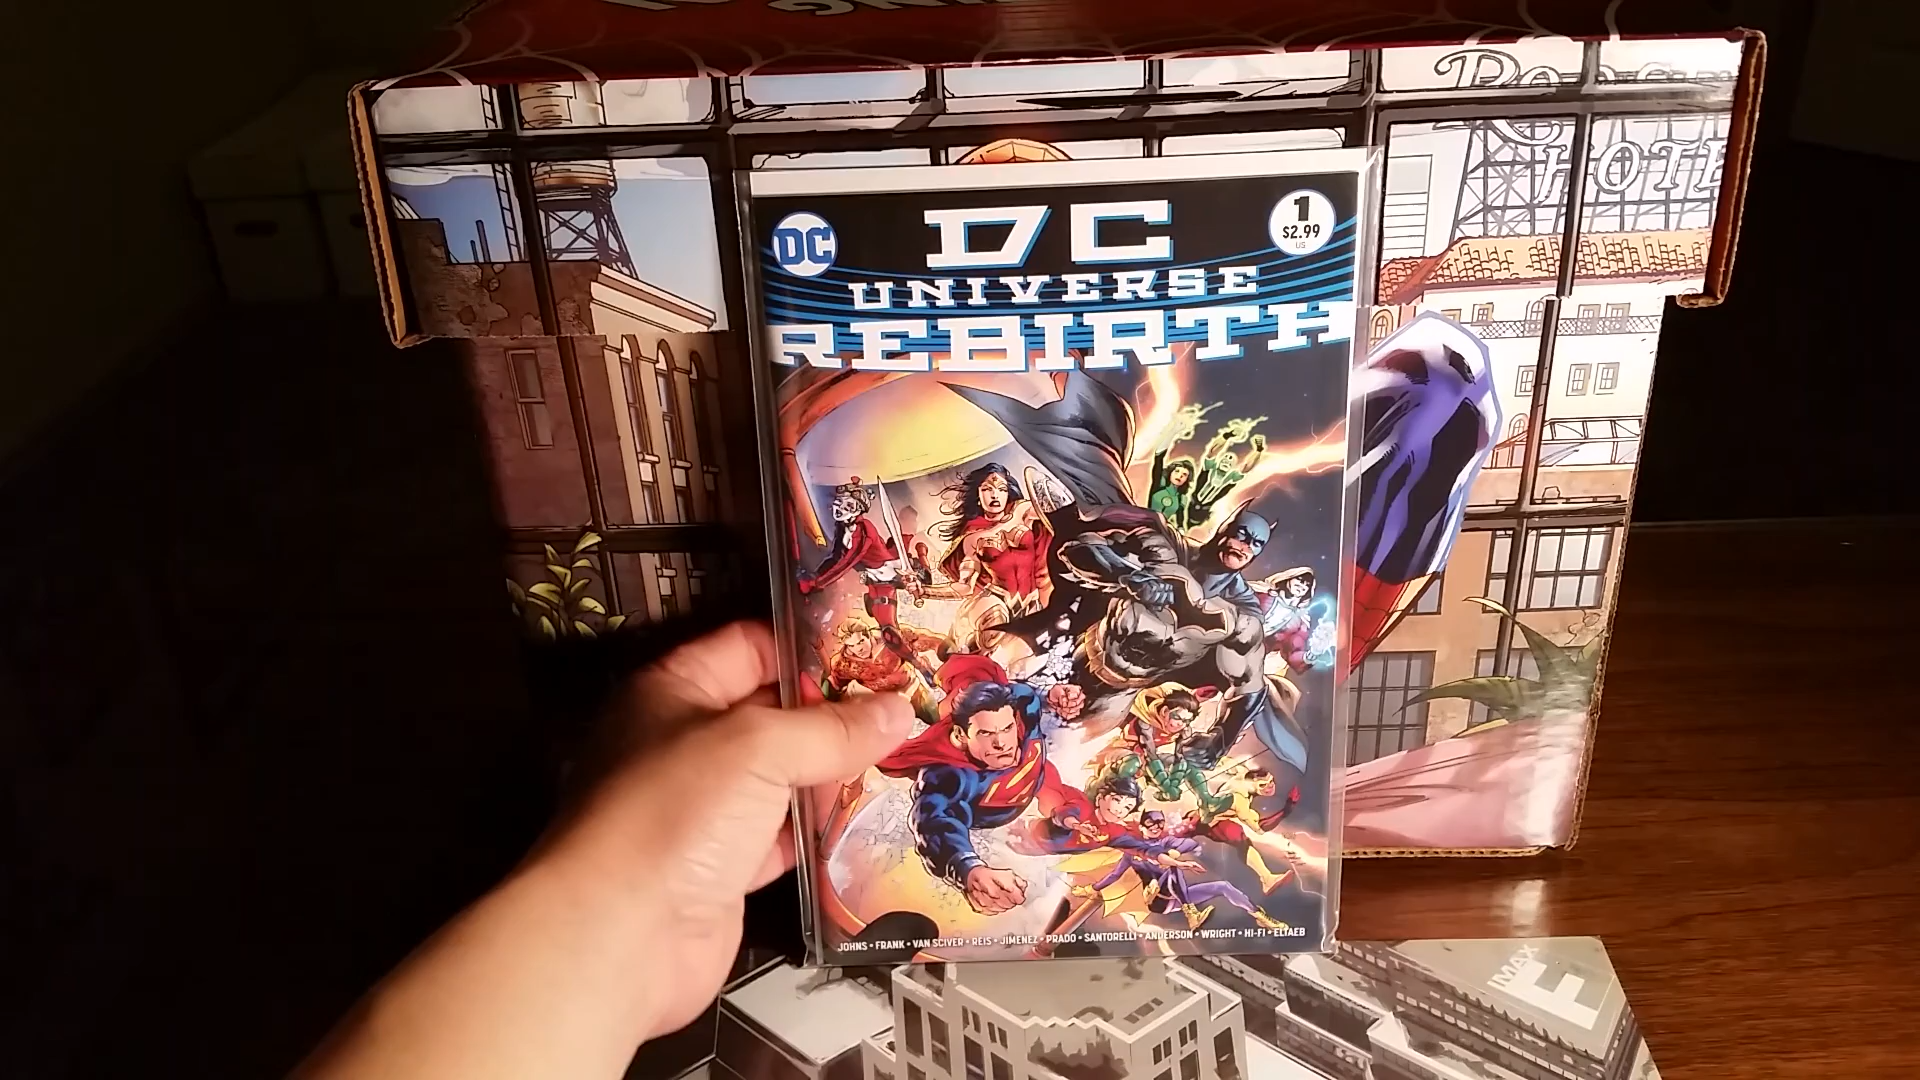 HOTE
DC
1
$2.99
US
DC
UNIVERSE
REBIRTH
JOHNS • FRANK • VAN SCIVER • REIS • JIMENEZ • PRADO • SANTORELLI • ANDERSON • WRIGHT • HI-FI • ELTAEB
IMAX